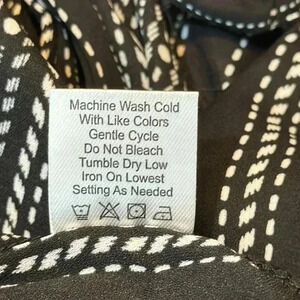 Machine Wash Cold
With Like Colors
Gentle Cycle
Do Not Bleach
Tumble Dry Low
Iron On Lowest
Setting As Needed